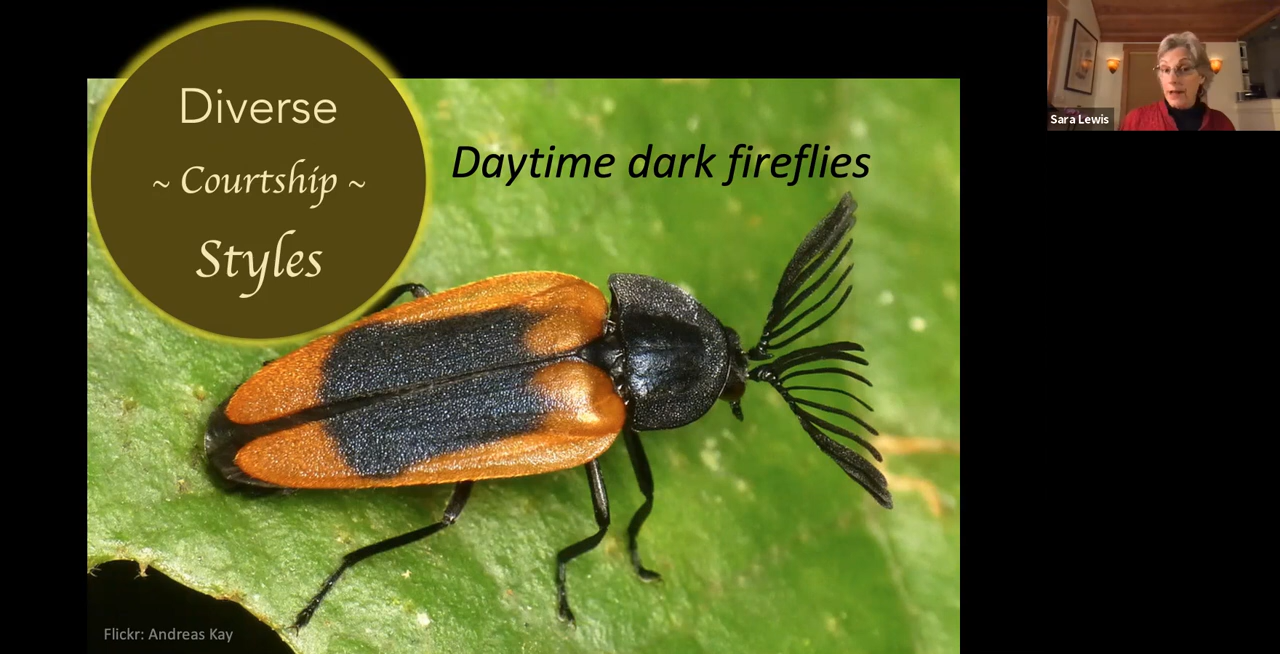 Diverse
~ Courtship ~
Styles
Daytime dark fireflies
Sara Lewis
Flickr: Andreas Kay